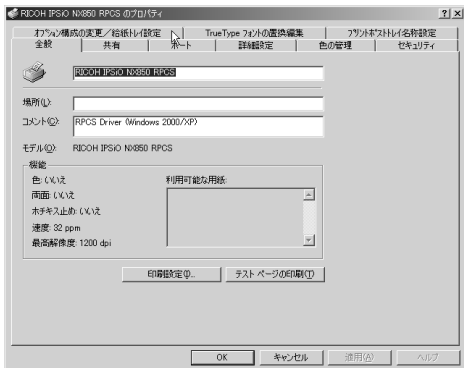 RICOH IPSiO NX850 RPCS のプロパティ
オプション構成の変更／給紙トレイ設定
TrueType フォントの置換編集
プリントポストトレイ名称設定
全般
共有
ポート
詳細設定
色の管理
セキュリティ
RICOH IPSiO NX850 RPCS
場所(L):
コメント(C):
RPCS Driver (Windows 2000/XP)
モデル(O):
RICOH IPSiO NX850 RPCS
機能
色: いいえ
利用可能な用紙:
両面: いいえ
ホチキス止め: いいえ
速度: 32 ppm
最高解像度: 1200 dpi
印刷設定(I)...
テスト ページの印刷(T)
OK
キャンセル
適用(A)
ヘルプ